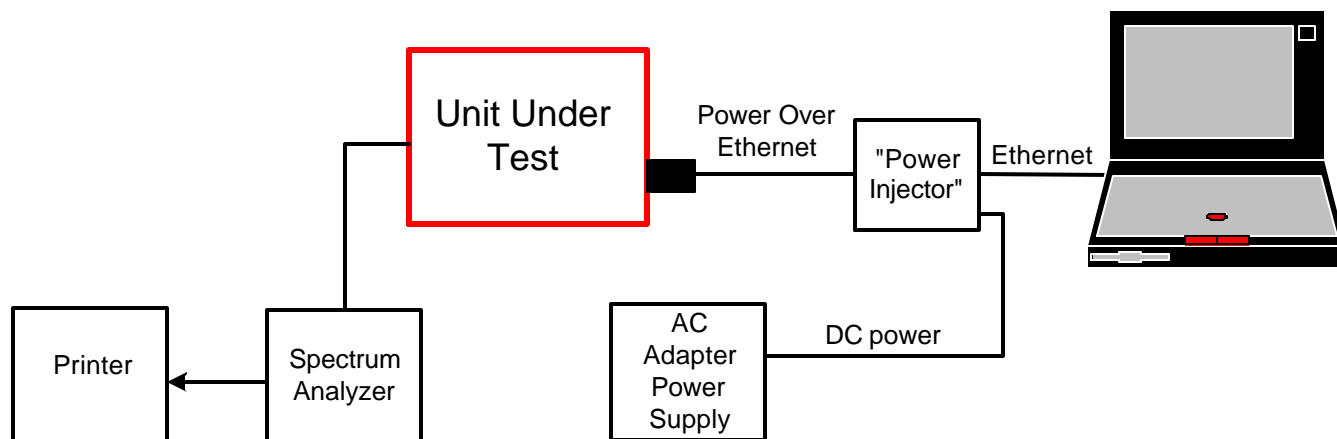 Unit Under
Test
Power Over
Ethernet
"Power
Injector"
Ethernet
Printer
Spectrum
Analyzer
AC
Adapter
Power
Supply
DC power